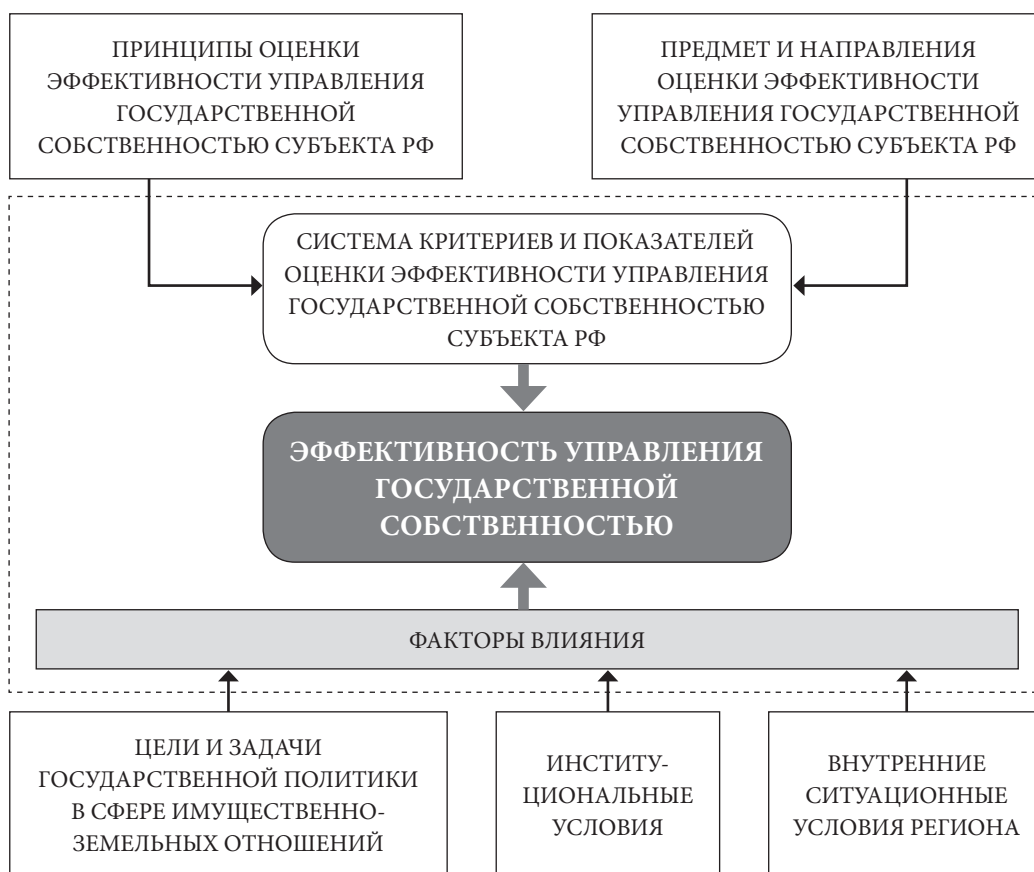 ПРИНЦИПЫ ОЦЕНКИ
ЭФФЕКТИВНОСТИ УПРАВЛЕНИЯ
ГОСУДАРСТВЕННОЙ
СОБСТВЕННОСТЬЮ СУБЪЕКТА РФ
ПРЕДМЕТ И НАПРАВЛЕНИЯ
ОЦЕНКИ ЭФФЕКТИВНОСТИ
УПРАВЛЕНИЯ ГОСУДАРСТВЕННОЙ
СОБСТВЕННОСТЬЮ СУБЪЕКТА РФ
СИСТЕМА КРИТЕРИЕВ И ПОКАЗАТЕЛЕЙ
ОЦЕНКИ ЭФФЕКТИВНОСТИ УПРАВЛЕНИЯ
ГОСУДАРСТВЕННОЙ СОБСТВЕННОСТЬЮ
СУБЪЕКТА РФ
ЭФФЕКТИВНОСТЬ УПРАВЛЕНИЯ
ГОСУДАРСТВЕННОЙ
СОБСТВЕННОСТЬЮ
ФАКТОРЫ ВЛИЯНИЯ
ЦЕЛИ И ЗАДАЧИ
ГОСУДАРСТВЕННОЙ ПОЛИТИКИ
В СФЕРЕ ИМУЩЕСТВЕННО-
ЗЕМЕЛЬНЫХ ОТНОШЕНИЙ
ИНСТИТУ-
ЦИОНАЛЬНЫЕ
УСЛОВИЯ
ВНУТРЕННИЕ
СИТУАЦИОННЫЕ
УСЛОВИЯ РЕГИОНА